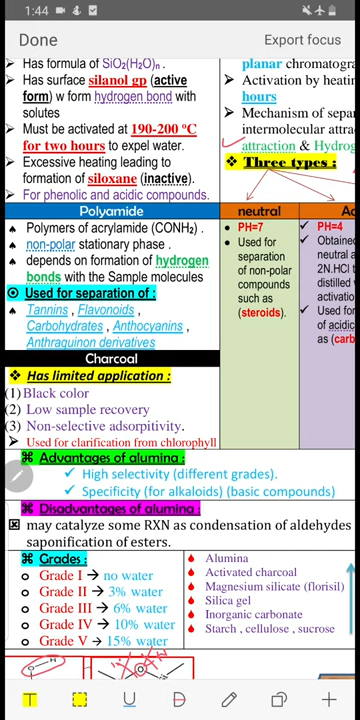 1:44
Done
Export focus
Has formula of SiO₂(H₂O)ₙ .
Has surface silanol gp (active
form) w form hydrogen bond with
solutes
Must be activated at 190-200 ºC
for two hours to expel water.
Excessive heating leading to
formation of siloxane (inactive).
For phenolic and acidic compounds.
planar chromatogra
Activation by heatin
hours
Mechanism of sepa
intermolecular attra
attraction & Hydrog
Three types :
Polyamide
Polymers of acrylamide (CONH₂) .
non-polar stationary phase .
depends on formation of hydrogen
bonds with the Sample molecules
Used for separation of :
Tannins , Flavonoids ,
Carbohydrates , Anthocyanins ,
Anthraquinon derivatives
neutral
PH=7
Used for
separation
of non-polar
compounds
such as
(steroids).
Ac
PH=4
Obtained
neutral a
2N.HCl t
distilled
activatio
Used for
of acidic
as (carb
Charcoal
Has limited application :
(1) Black color
(2) Low sample recovery
(3) Non-selective adsorpitivity.
Used for clarification from chlorophyll
Advantages of alumina:
High selectivity (different grades).
Specificity (for alkaloids) (basic compounds)
Disadvantages of alumina:
may catalyze some RXN as condensation of aldehydes
saponification of esters.
Grades :
Grade I → no water
Grade II → 3% water
Grade III → 6% water
Grade IV → 10% water
Grade V → 15% water
Alumina
Activated charcoal
Magnesium silicate (florisil)
Silica gel
Inorganic carbonate
Starch , cellulose , sucrose